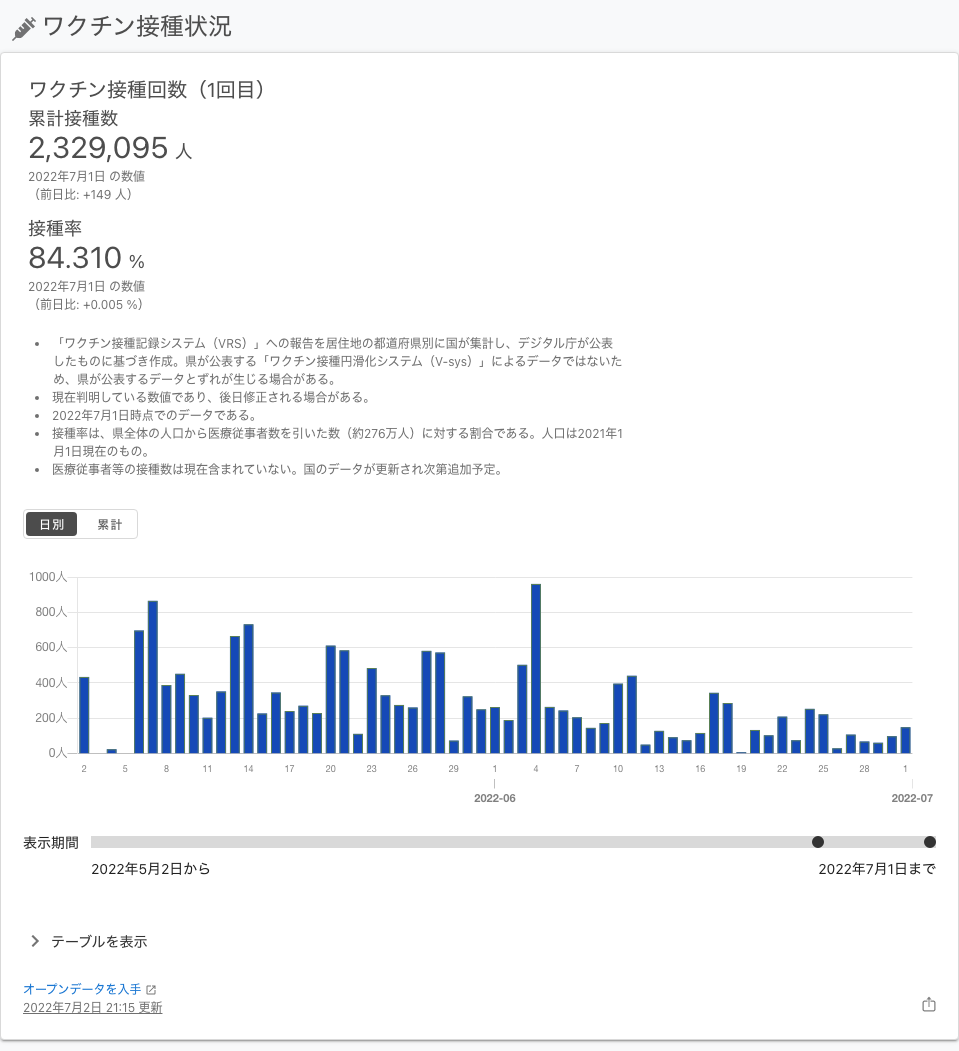 ワクチン接種状況
ワクチン接種回数（1回目）
累計接種数
2,329,095 人
2022年7月1日 の数値
（前日比: +149 人）
接種率
84.310 %
2022年7月1日 の数値
（前日比: +0.005 %）
• 「ワクチン接種記録システム（VRS）」への報告を居住地の都道府県別に国が集計し、デジタル庁が公表
したものに基づき作成。県が公表する「ワクチン接種円滑化システム（V-sys）」によるデータではないた
め、県が公表するデータとずれが生じる場合がある。
• 現在判明している数値であり、後日修正される場合がある。
• 2022年7月1日時点でのデータである。
• 接種率は、県全体の人口から医療従事者数を引いた数（約276万人）に対する割合である。人口は2021年1
月1日現在のもの。
• 医療従事者等の接種数は現在含まれていない。国のデータが更新され次第追加予定。
日別 累計
1000人
800人
600人
400人
200人
0人
2 5 8 11 14 17 20 23 26 29 1 4 7 10 13 16 19 22 25 28 1
2022-06 2022-07
表示期間
2022年5月2日から 2022年7月1日まで
テーブルを表示
オープンデータを入手
2022年7月2日 21:15 更新